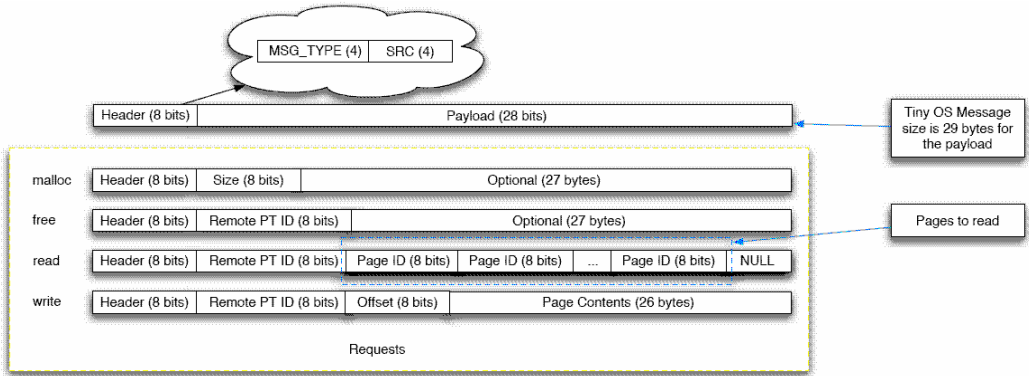 MSG_TYPE (4) SRC (4)
Header (8 bits) Payload (28 bits)
Tiny OS Message
size is 29 bytes for
the payload
malloc Header (8 bits) Size (8 bits) Optional (27 bytes)
free Header (8 bits) Remote PT ID (8 bits) Optional (27 bytes)
Pages to read
read Header (8 bits) Remote PT ID (8 bits) Page ID (8 bits) Page ID (8 bits) ... Page ID (8 bits) NULL
write Header (8 bits) Remote PT ID (8 bits) Offset (8 bits) Page Contents (26 bytes)
Requests